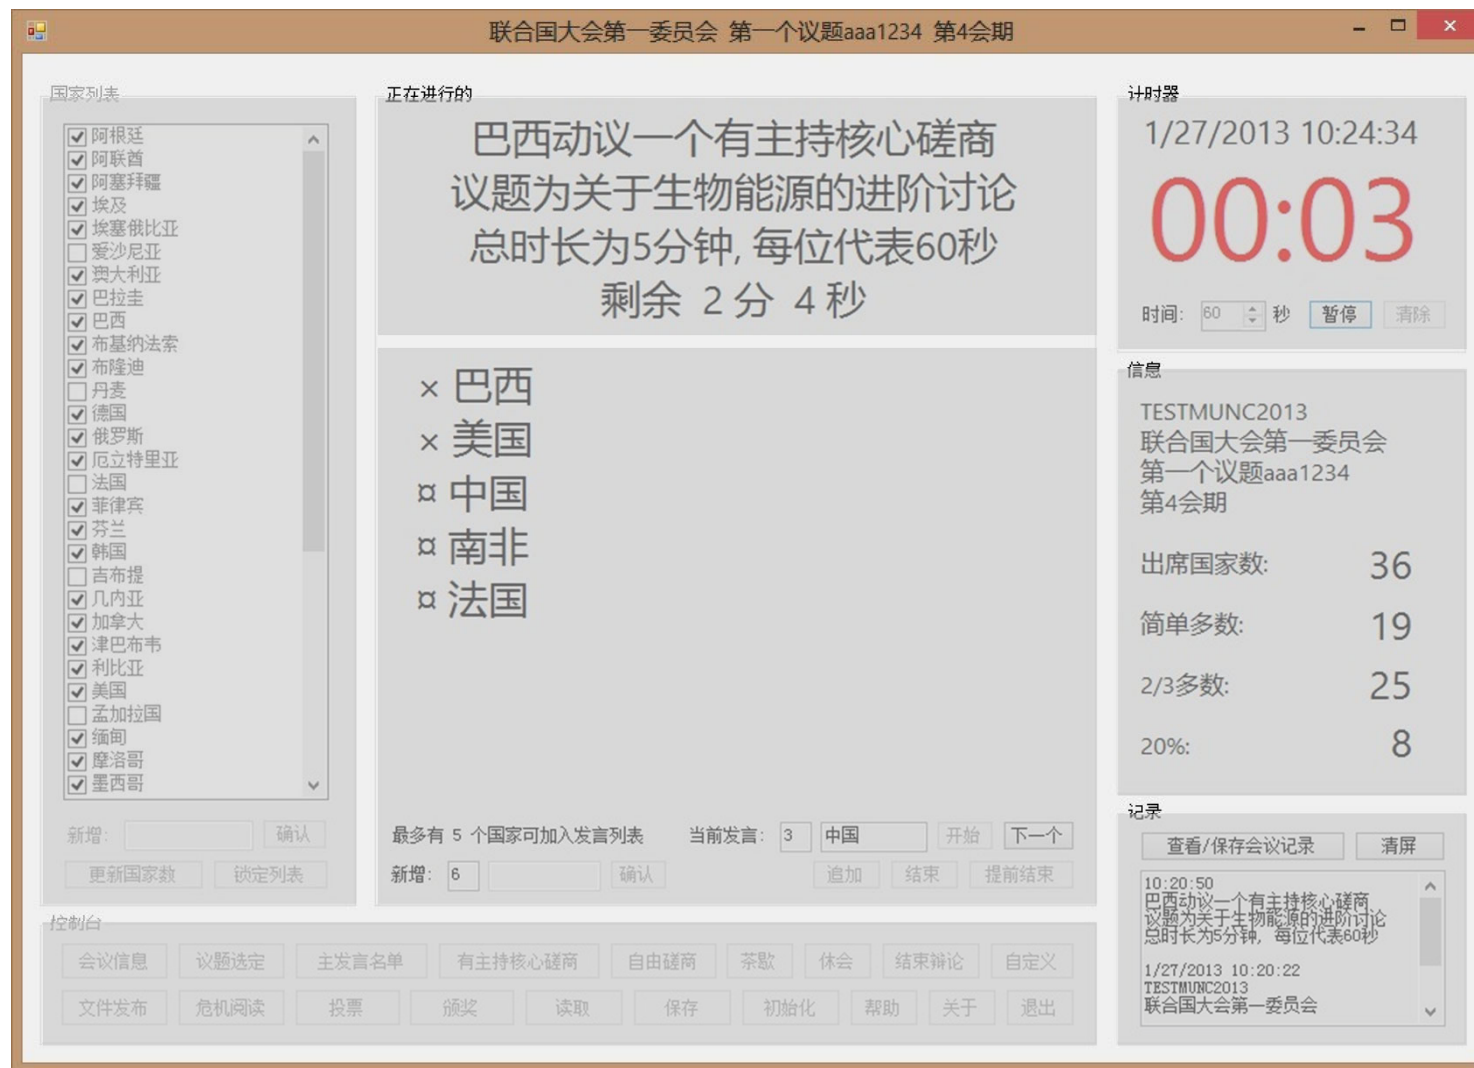 联合国大会第一委员会 第一个议题aaa1234 第4会期
国家列表
阿根廷
阿联酋
阿塞拜疆
埃及
埃塞俄比亚
爱沙尼亚
澳大利亚
巴拉圭
巴西
布基纳法索
布隆迪
丹麦
德国
俄罗斯
厄立特里亚
法国
菲律宾
芬兰
韩国
吉布提
几内亚
加拿大
津巴布韦
利比亚
美国
孟加拉国
缅甸
摩洛哥
墨西哥
新增:
确认
更新国家数 锁定列表
正在进行的
巴西动议一个有主持核心磋商
议题为关于生物能源的进阶讨论
总时长为5分钟, 每位代表60秒
剩余 2 分 4 秒
× 巴西
× 美国
¤ 中国
¤ 南非
¤ 法国
最多有 5 个国家可加入发言列表 当前发言: 3 中国 开始 下一个
新增: 6 确认 追加 结束 提前结束
计时器
1/27/2013 10:24:34
00:03
时间: 60 秒 暂停 清除
信息
TESTMUNC2013
联合国大会第一委员会
第一个议题aaa1234
第4会期
出席国家数: 36
简单多数: 19
2/3多数: 25
20%: 8
记录
查看/保存会议记录 清屏
10:20:50
巴西动议一个有主持核心磋商
议题为关于生物能源的进阶讨论
总时长为5分钟, 每位代表60秒
1/27/2013 10:20:22
TESTMUNC2013
联合国大会第一委员会
控制台
会议信息 议题选定 主发言名单 有主持核心磋商 自由磋商 茶歇 休会 结束辩论 自定义
文件发布 危机阅读 投票 颁奖 读取 保存 初始化 帮助 关于 退出